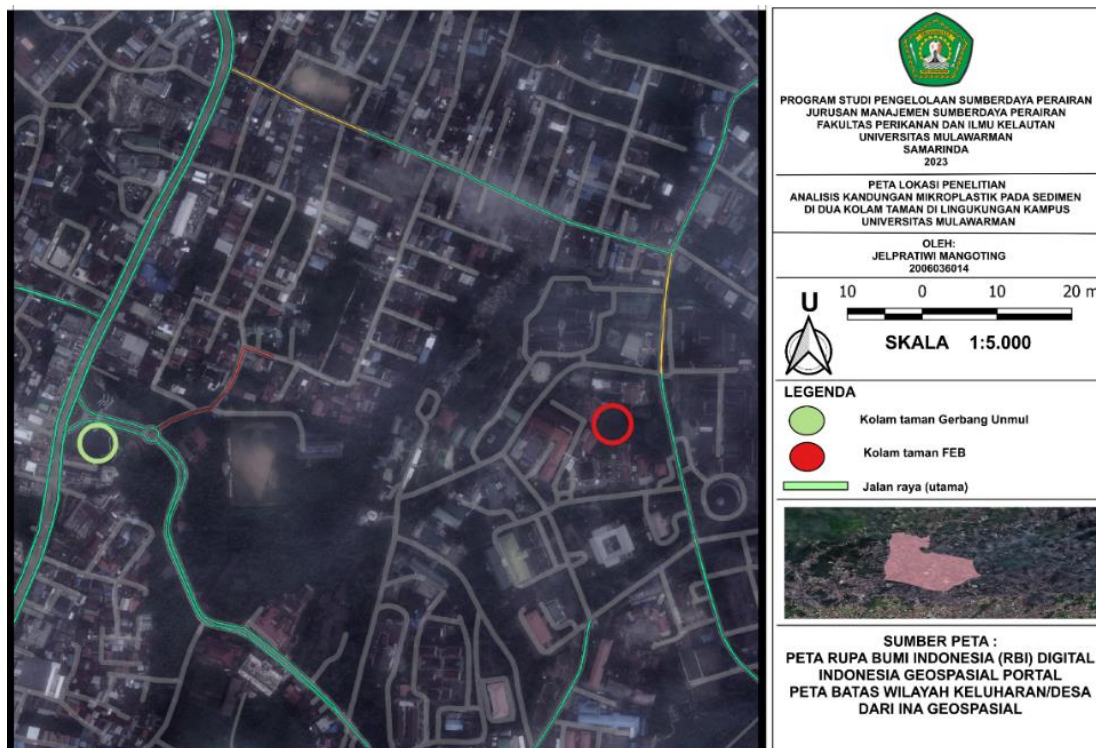 PROGRAM STUDI PENGELOLAAN SUMBERDAYA PERAIRAN
JURUSAN MANAJEMEN SUMBERDAYA PERAIRAN
FAKULTAS PERIKANAN DAN ILMU KELAUTAN
UNIVERSITAS MULAWARMAN
SAMARINDA
2023
PETA LOKASI PENELITIAN
ANALISIS KANDUNGAN MIKROPLASTIK PADA SEDIMEN
DI DUA KOLAM TAMAN DI LINGKUNGAN KAMPUS
UNIVERSITAS MULAWARMAN
OLEH:
JELPRATIWI MANGOTING
2006036014
U
10 0 10 20 m
SKALA 1:5.000
LEGENDA
Kolam taman Gerbang Unmul
Kolam taman FEB
Jalan raya (utama)
SUMBER PETA :
PETA RUPA BUMI INDONESIA (RBI) DIGITAL
INDONESIA GEOSPASIAL PORTAL
PETA BATAS WILAYAH KELUHARAN/DESA
DARI INA GEOSPASIAL